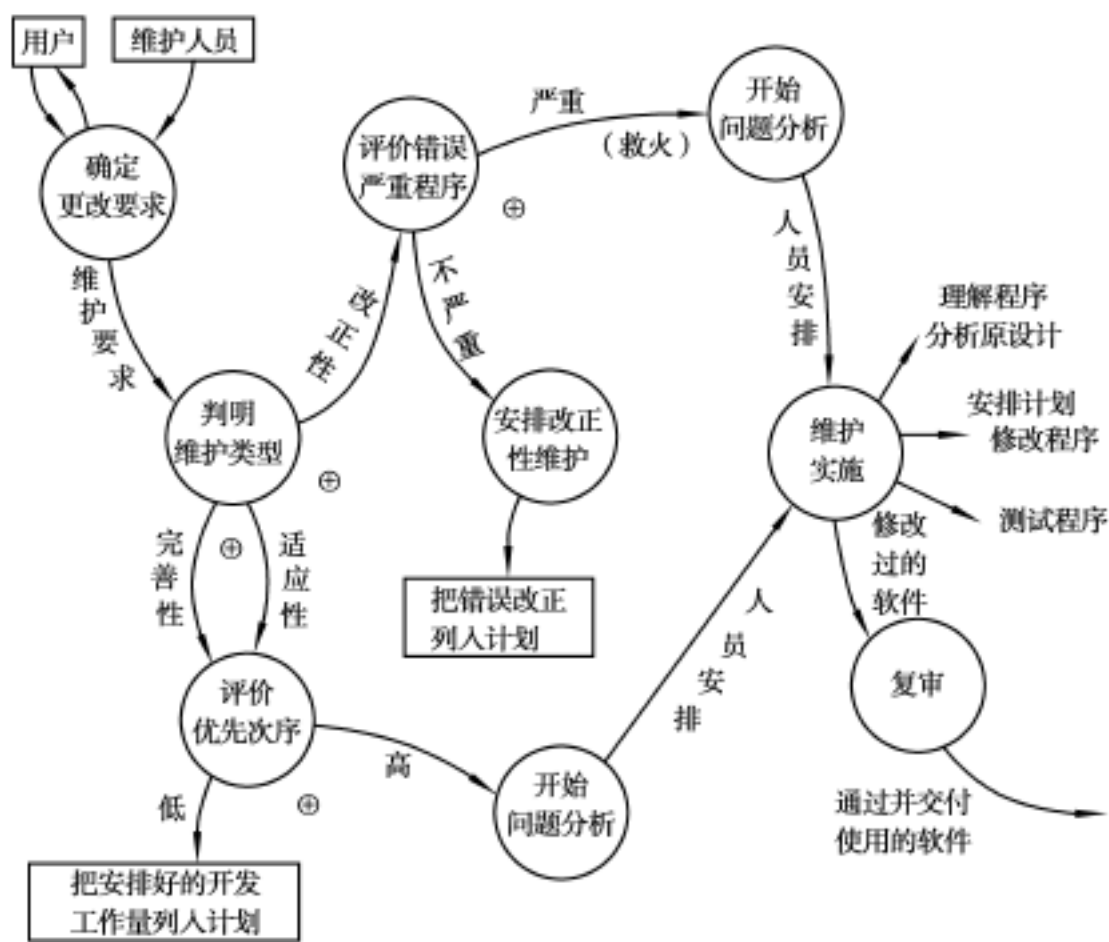 用户
维护人员
确定
更改要求
维护要求
判明
维护类型
改正性
评价错误
严重程序
严重
（救火）
开始
问题分析
人员安排
不严重
安排改正
性维护
把错误改正
列入计划
完善性
适应性
评价
优先次序
低
把安排好的开发
工作量列入计划
高
开始
问题分析
人员安排
维护
实施
理解程序
分析原设计
安排计划
修改程序
测试程序
修改
过的
软件
复审
通过并交付
使用的软件